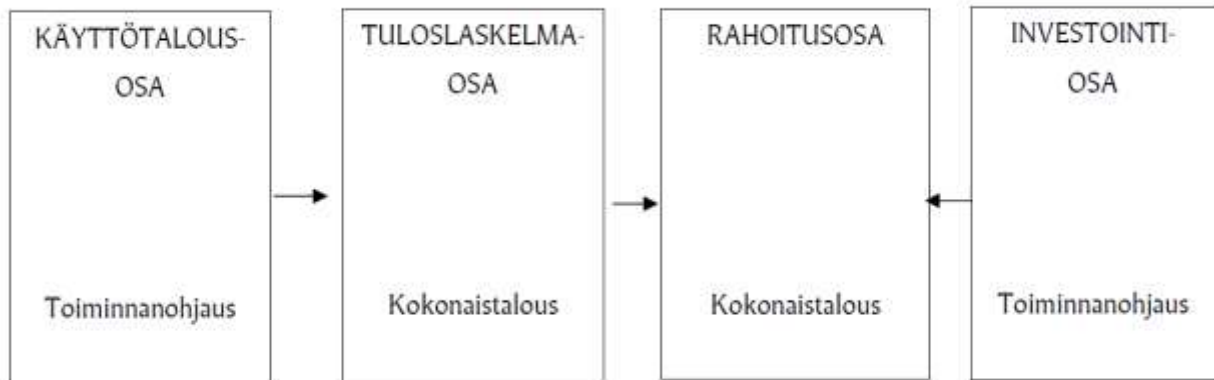 KÄYTTÖTALOUS-
OSA
Toiminnanohjaus
TULOSLASKELMA-
OSA
Kokonaistalous
RAHOITUSOSA
Kokonaistalous
INVESTOINTI-
OSA
Toiminnanohjaus